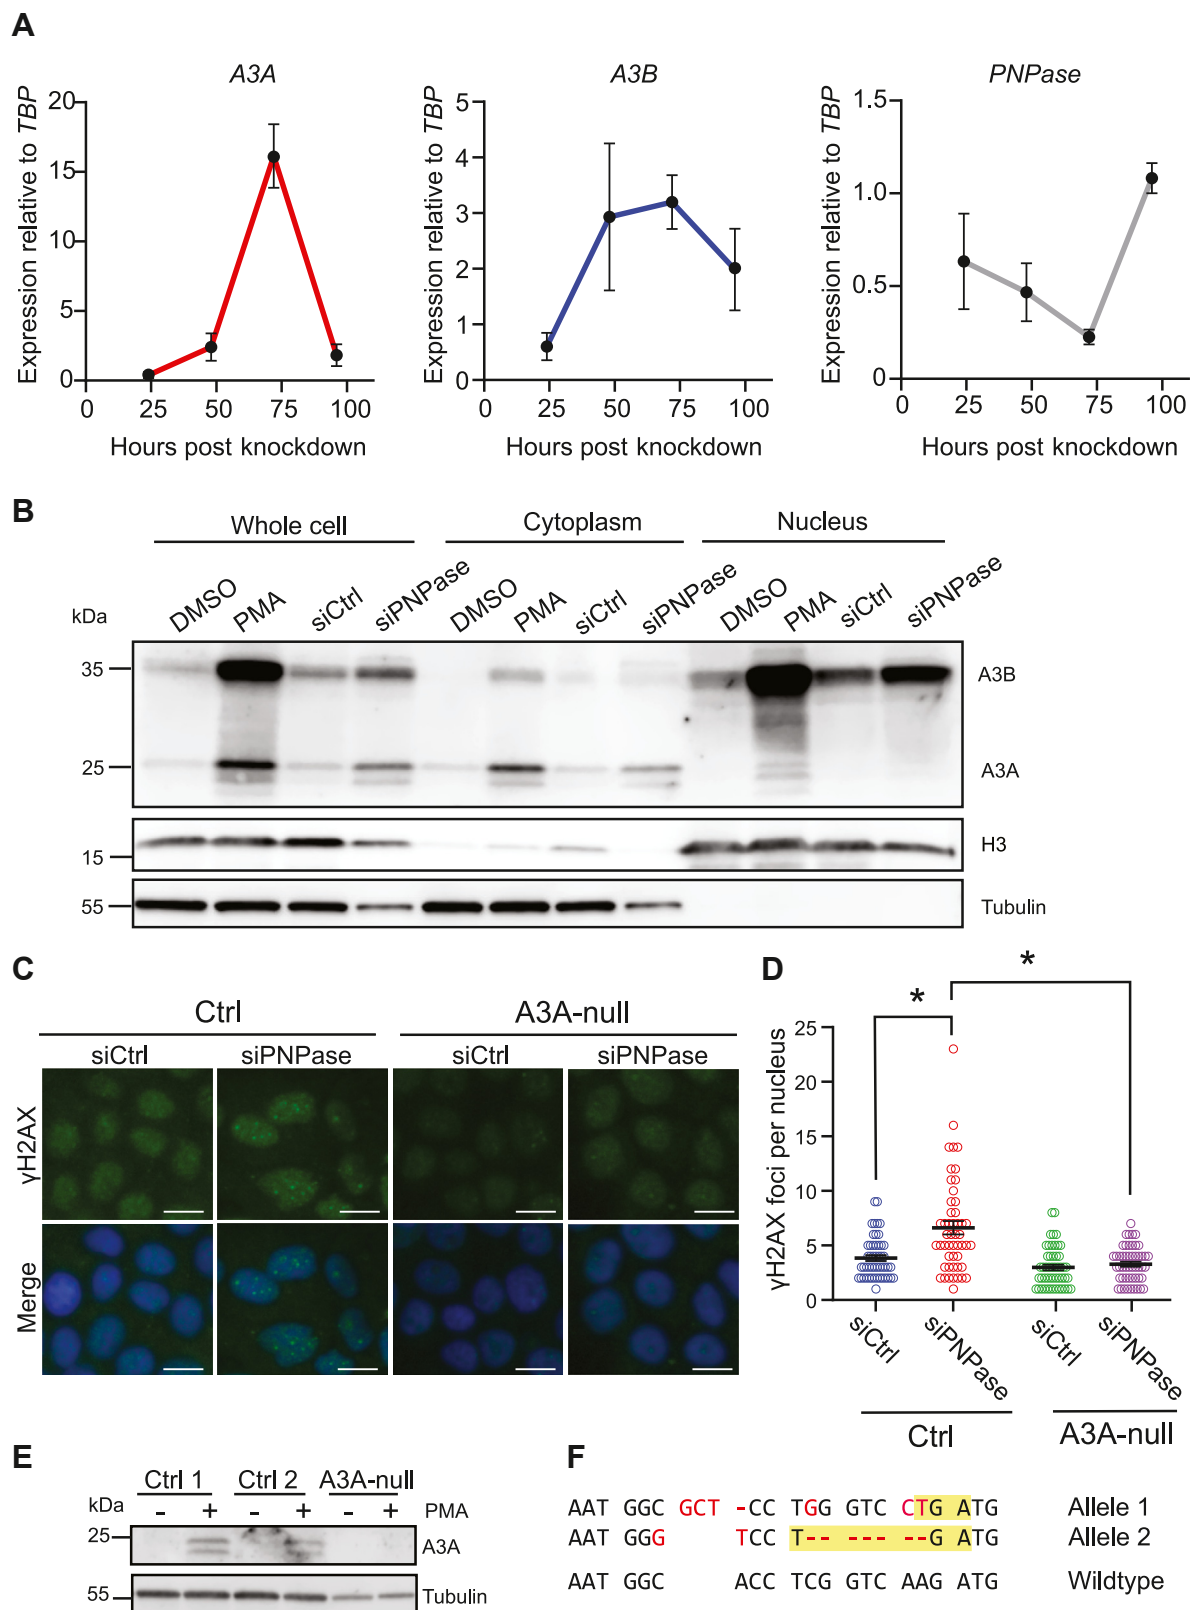 A
A3A
A3B
PNPase
Expression relative to TBP
20
15
10
5
0
0 25 50 75 100
Hours post knockdown
Expression relative to TBP
5
4
3
2
1
0
0 25 50 75 100
Hours post knockdown
Expression relative to TBP
1.5
1.0
0.5
0
0 25 50 75 100
Hours post knockdown
B
Whole cell Cytoplasm Nucleus
kDa DMSO PMA siCtrl siPNPase DMSO PMA siCtrl siPNPase DMSO PMA siCtrl siPNPase
35 A3B
25 A3A
15 H3
55 Tubulin
C
Ctrl A3A-null
siCtrl siPNPase siCtrl siPNPase
γH2AX
Merge
D
* *
γH2AX foci per nucleus
25
20
15
10
5
0
siCtrl siPNPase siCtrl siPNPase
Ctrl A3A-null
E
Ctrl 1 Ctrl 2 A3A-null
kDa - + - + - + PMA
25 A3A
55 Tubulin
F
AAT GGC GCT -CC TGG GTC CTG ATG Allele 1
AAT GGG TCC T-- --- --G ATG Allele 2
AAT GGC ACC TCG GTC AAG ATG Wildtype